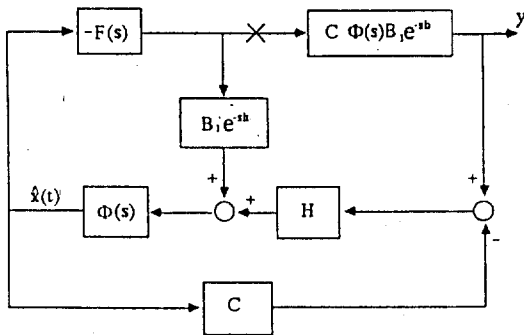 -F(s)
C Φ(s)B₁e^{-sh}
y
B₁e^{-sh}
+
+
x̂(t)
Φ(s)
+
H
-
C